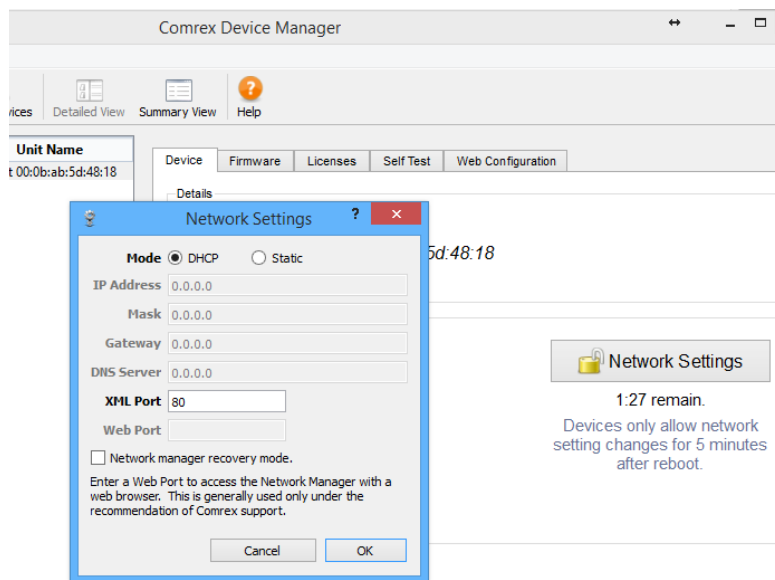 Comrex Device Manager
vices
Detailed View
Summary View
Help
Unit Name
t 00:0b:ab:5d:48:18
Device
Firmware
Licenses
Self Test
Web Configuration
Details
5d:48:18
Network Settings
Mode
DHCP
Static
IP Address 0.0.0.0
Mask 0.0.0.0
Gateway 0.0.0.0
DNS Server 0.0.0.0
XML Port 80
Web Port
Network manager recovery mode.
Enter a Web Port to access the Network Manager with a
web browser. This is generally used only under the
recommendation of Comrex support.
Cancel
OK
Network Settings
1:27 remain.
Devices only allow network
setting changes for 5 minutes
after reboot.